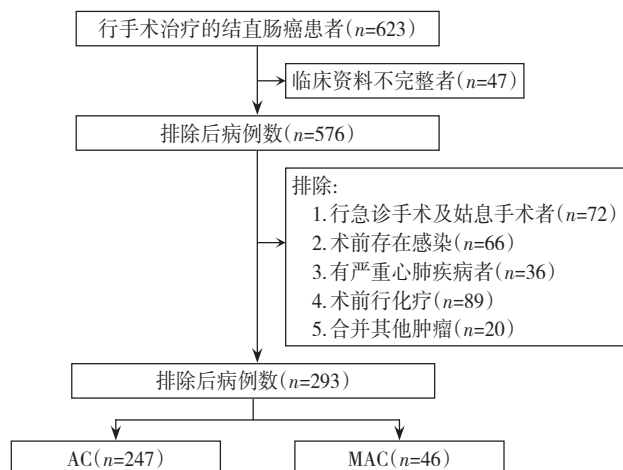 行手术治疗的结直肠癌患者(n=623)
临床资料不完整者(n=47)
排除后病例数(n=576)
排除:
1.行急诊手术及姑息手术者(n=72)
2.术前存在感染(n=66)
3.有严重心肺疾病者(n=36)
4.术前行化疗(n=89)
5.合并其他肿瘤(n=20)
排除后病例数(n=293)
AC(n=247)
MAC(n=46)